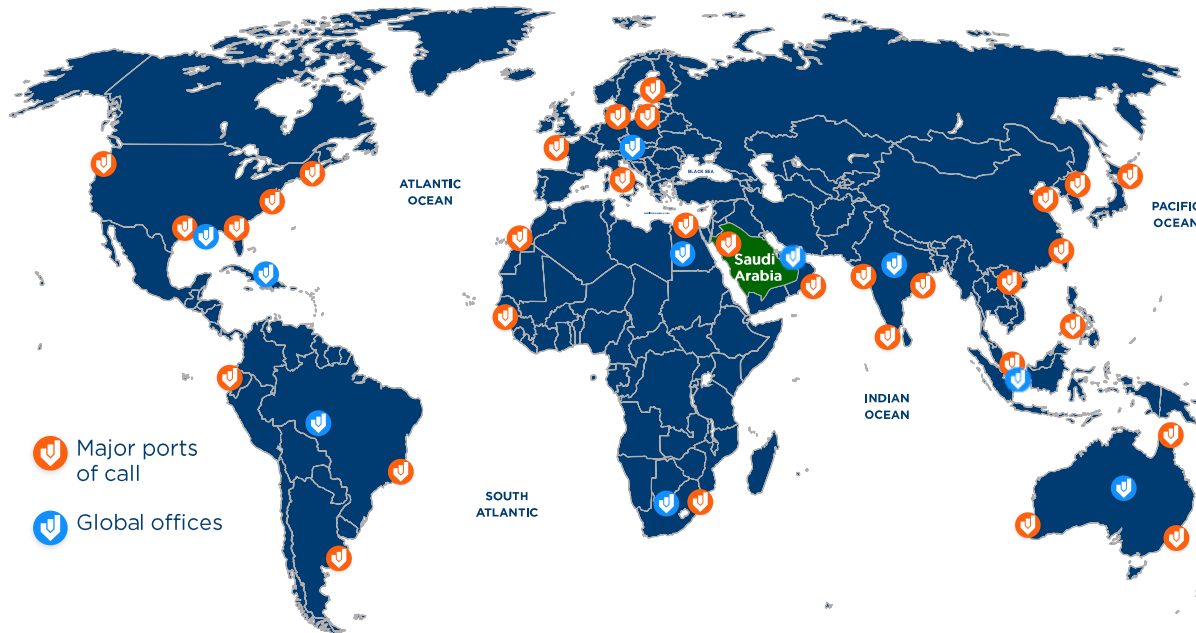 ATLANTIC
OCEAN
BLACK SEA
PACIFIC
OCEAN
Saudi
Arabia
INDIAN
OCEAN
Major ports
of call
Global offices
SOUTH
ATLANTIC